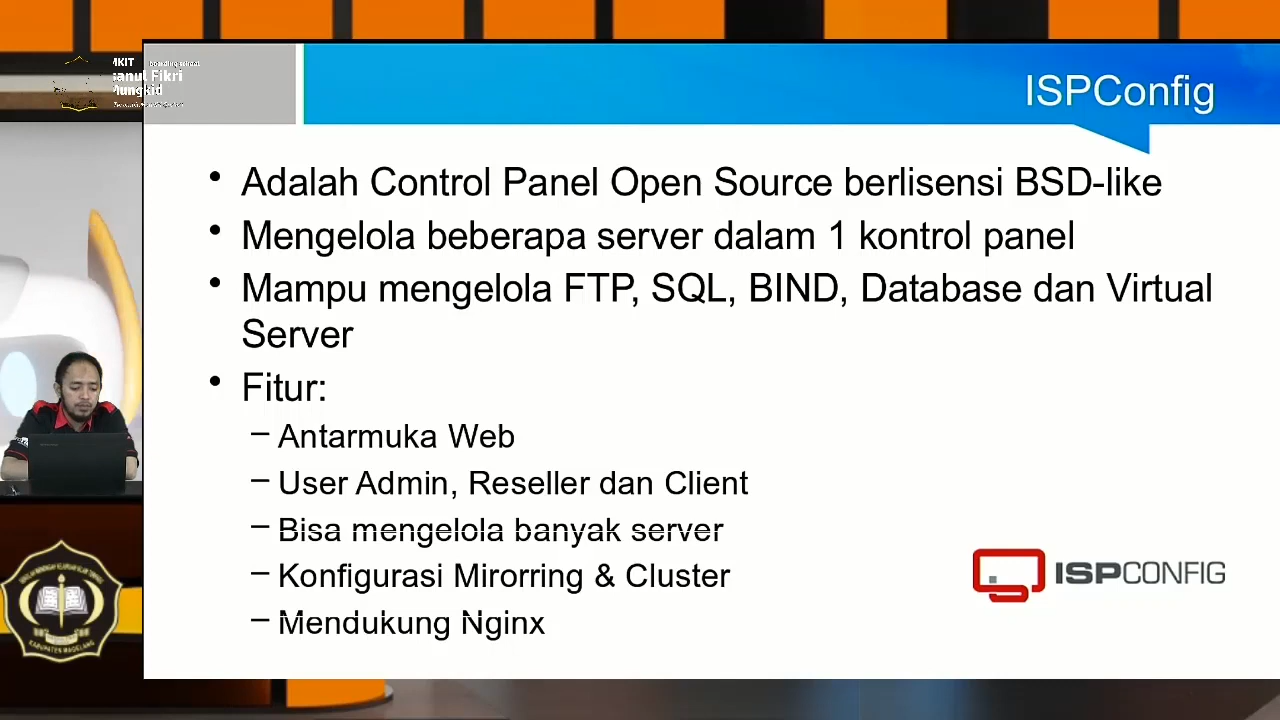 ISPConfig
• Adalah Control Panel Open Source berlisensi BSD-like
• Mengelola beberapa server dalam 1 kontrol panel
• Mampu mengelola FTP, SQL, BIND, Database dan Virtual
Server
• Fitur:
– Antarmuka Web
– User Admin, Reseller dan Client
– Bisa mengelola banyak server
– Konfigurasi Mirorring & Cluster
– Mendukung Nginx
ISPCONFIG
KABUPATEN MAGELANG